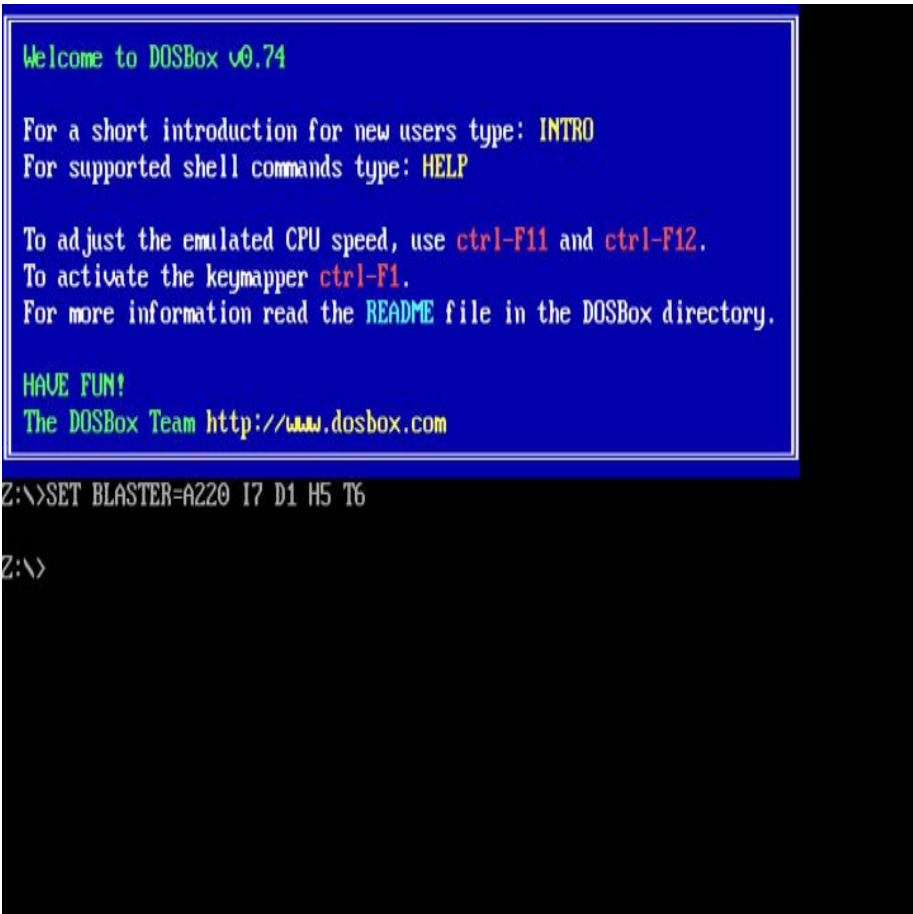 Welcome to DOSBox v0.74
For a short introduction for new users type: INTRO
For supported shell commands type: HELP
To adjust the emulated CPU speed, use ctrl-F11 and ctrl-F12.
To activate the keymapper ctrl-F1.
For more information read the README file in the DOSBox directory.
HAVE FUN!
The DOSBox Team http://www.dosbox.com
Z:\>SET BLASTER=A220 I7 D1 H5 T6
Z:\>